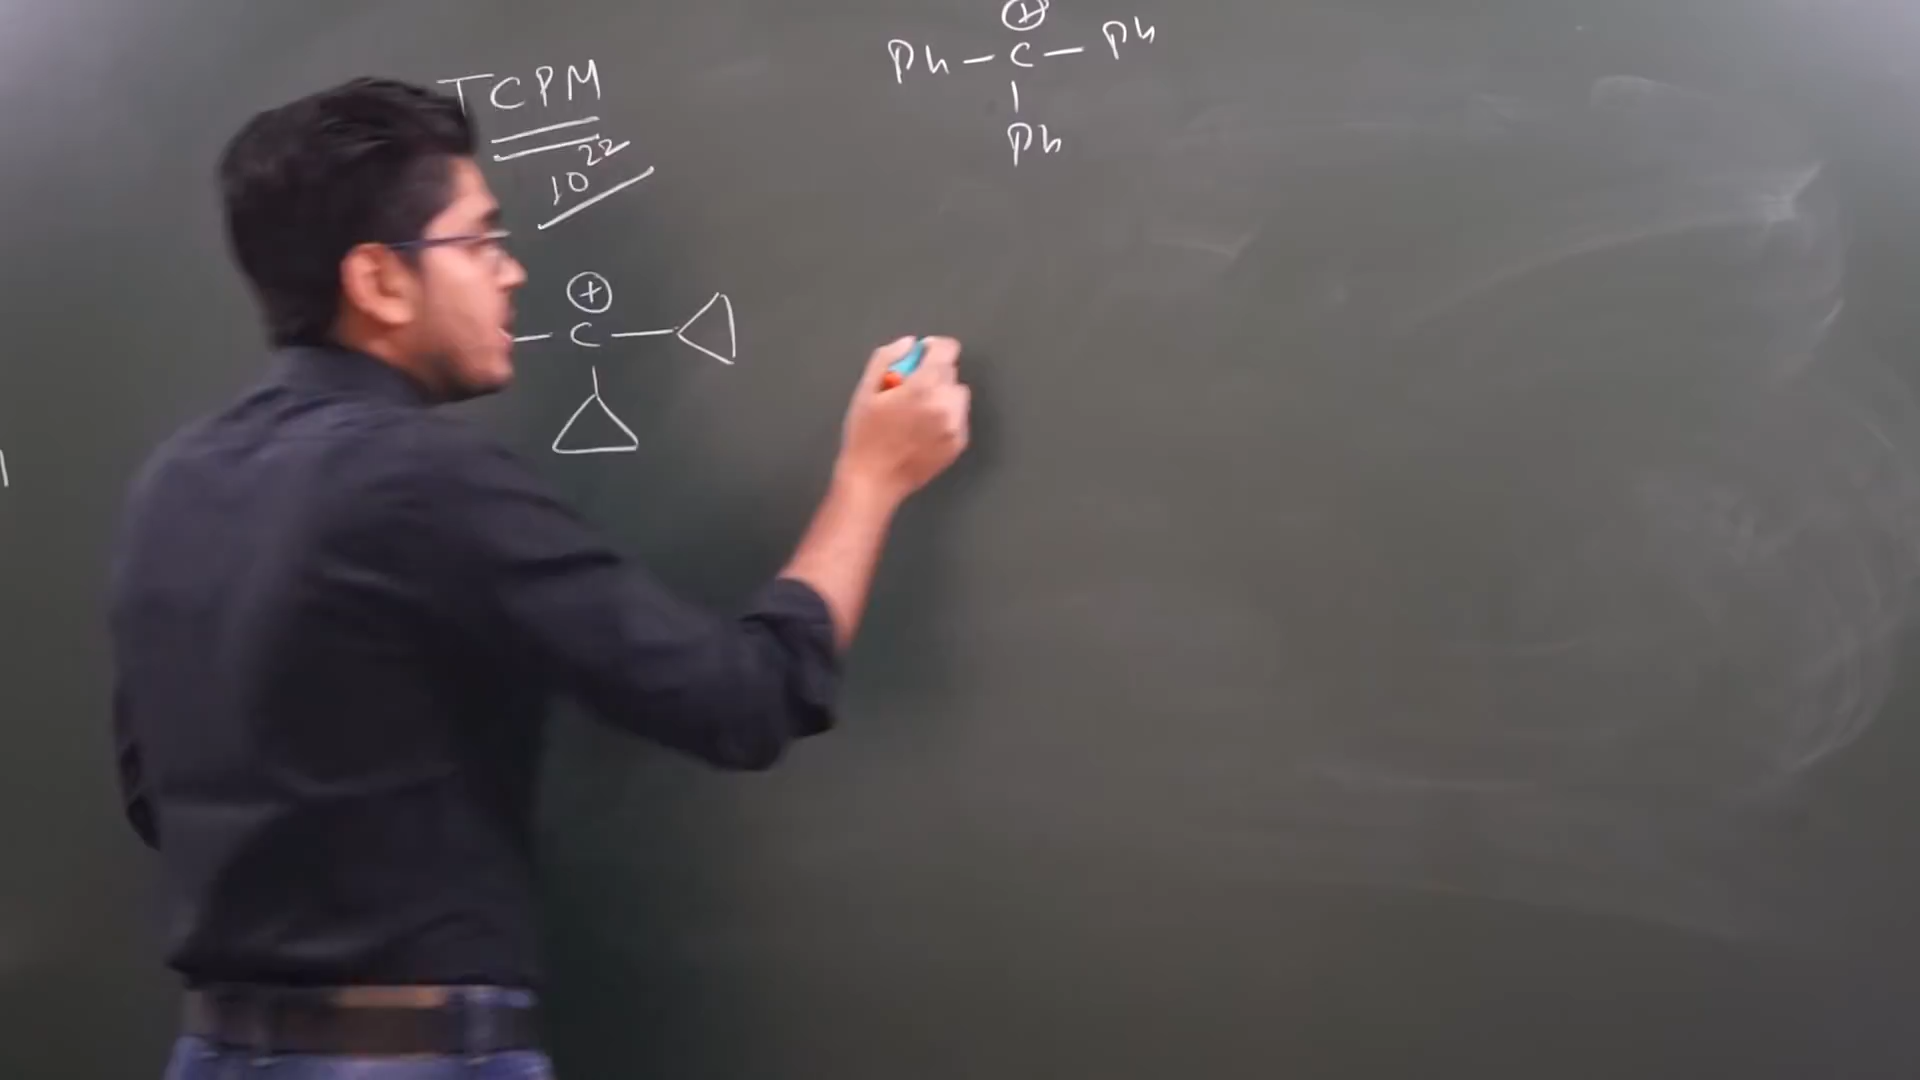 TCPM
10²²
⊕
— C —
⊕
Ph — C — Ph
|
Ph